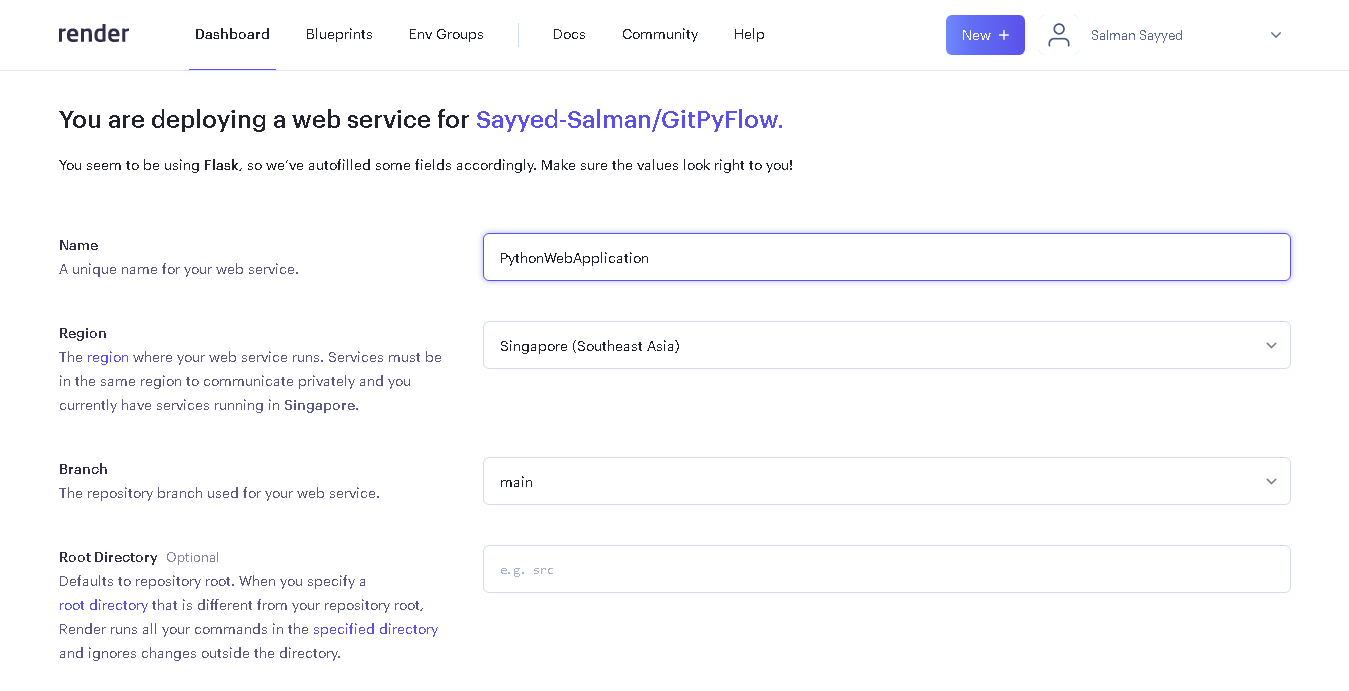 render Dashboard Blueprints Env Groups Docs Community Help New + Salman Sayyed
You are deploying a web service for Sayyed-Salman/GitPyFlow.
You seem to be using Flask, so we’ve autofilled some fields accordingly. Make sure the values look right to you!
Name
A unique name for your web service.
PythonWebApplication
Region
The region where your web service runs. Services must be
in the same region to communicate privately and you
currently have services running in Singapore.
Singapore (Southeast Asia)
Branch
The repository branch used for your web service.
main
Root Directory Optional
Defaults to repository root. When you specify a
root directory that is different from your repository root,
Render runs all your commands in the specified directory
and ignores changes outside the directory.
e.g. src